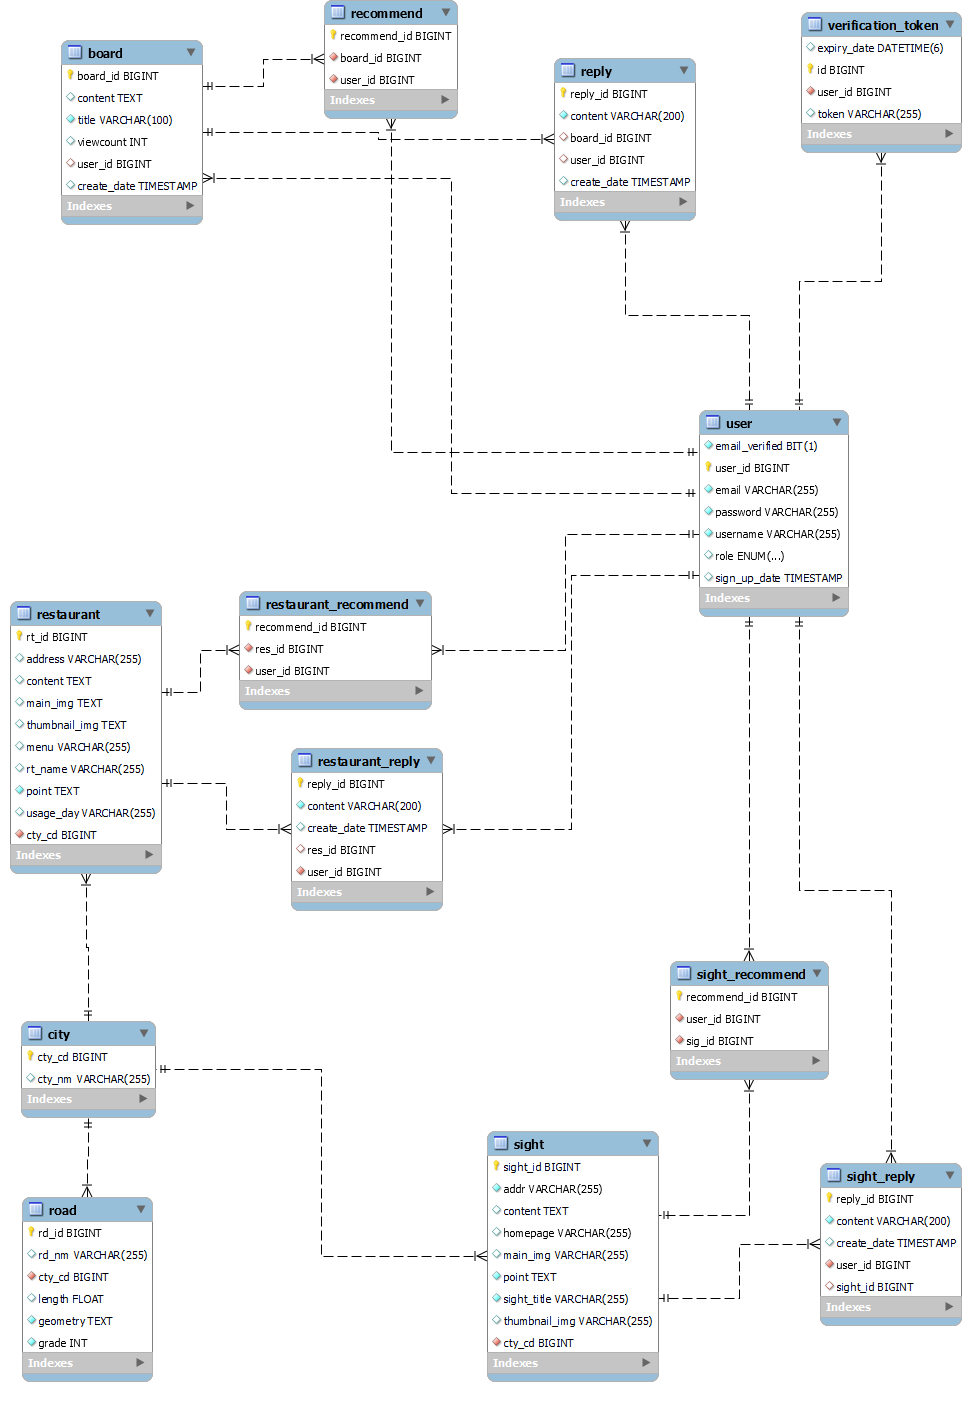 recommend
recommend_id BIGINT
board_id BIGINT
user_id BIGINT
Indexes
verification_token
expiry_date DATETIME(6)
id BIGINT
user_id BIGINT
token VARCHAR(255)
Indexes
board
board_id BIGINT
content TEXT
title VARCHAR(100)
viewcount INT
user_id BIGINT
create_date TIMESTAMP
Indexes
reply
reply_id BIGINT
content VARCHAR(200)
board_id BIGINT
user_id BIGINT
create_date TIMESTAMP
Indexes
user
email_verified BIT(1)
user_id BIGINT
email VARCHAR(255)
password VARCHAR(255)
username VARCHAR(255)
role ENUM(...)
sign_up_date TIMESTAMP
Indexes
restaurant
rt_id BIGINT
address VARCHAR(255)
content TEXT
main_img TEXT
thumbnail_img TEXT
menu VARCHAR(255)
rt_name VARCHAR(255)
point TEXT
usage_day VARCHAR(255)
cty_cd BIGINT
Indexes
restaurant_recommend
recommend_id BIGINT
res_id BIGINT
user_id BIGINT
Indexes
restaurant_reply
reply_id BIGINT
content VARCHAR(200)
create_date TIMESTAMP
res_id BIGINT
user_id BIGINT
Indexes
sight_recommend
recommend_id BIGINT
user_id BIGINT
sig_id BIGINT
Indexes
city
cty_cd BIGINT
cty_nm VARCHAR(255)
Indexes
sight
sight_id BIGINT
addr VARCHAR(255)
content TEXT
homepage VARCHAR(255)
main_img VARCHAR(255)
point TEXT
sight_title VARCHAR(255)
thumbnail_img VARCHAR(255)
cty_cd BIGINT
Indexes
sight_reply
reply_id BIGINT
content VARCHAR(200)
create_date TIMESTAMP
user_id BIGINT
sight_id BIGINT
Indexes
road
rd_id BIGINT
rd_nm VARCHAR(255)
cty_cd BIGINT
length FLOAT
geometry TEXT
grade INT
Indexes